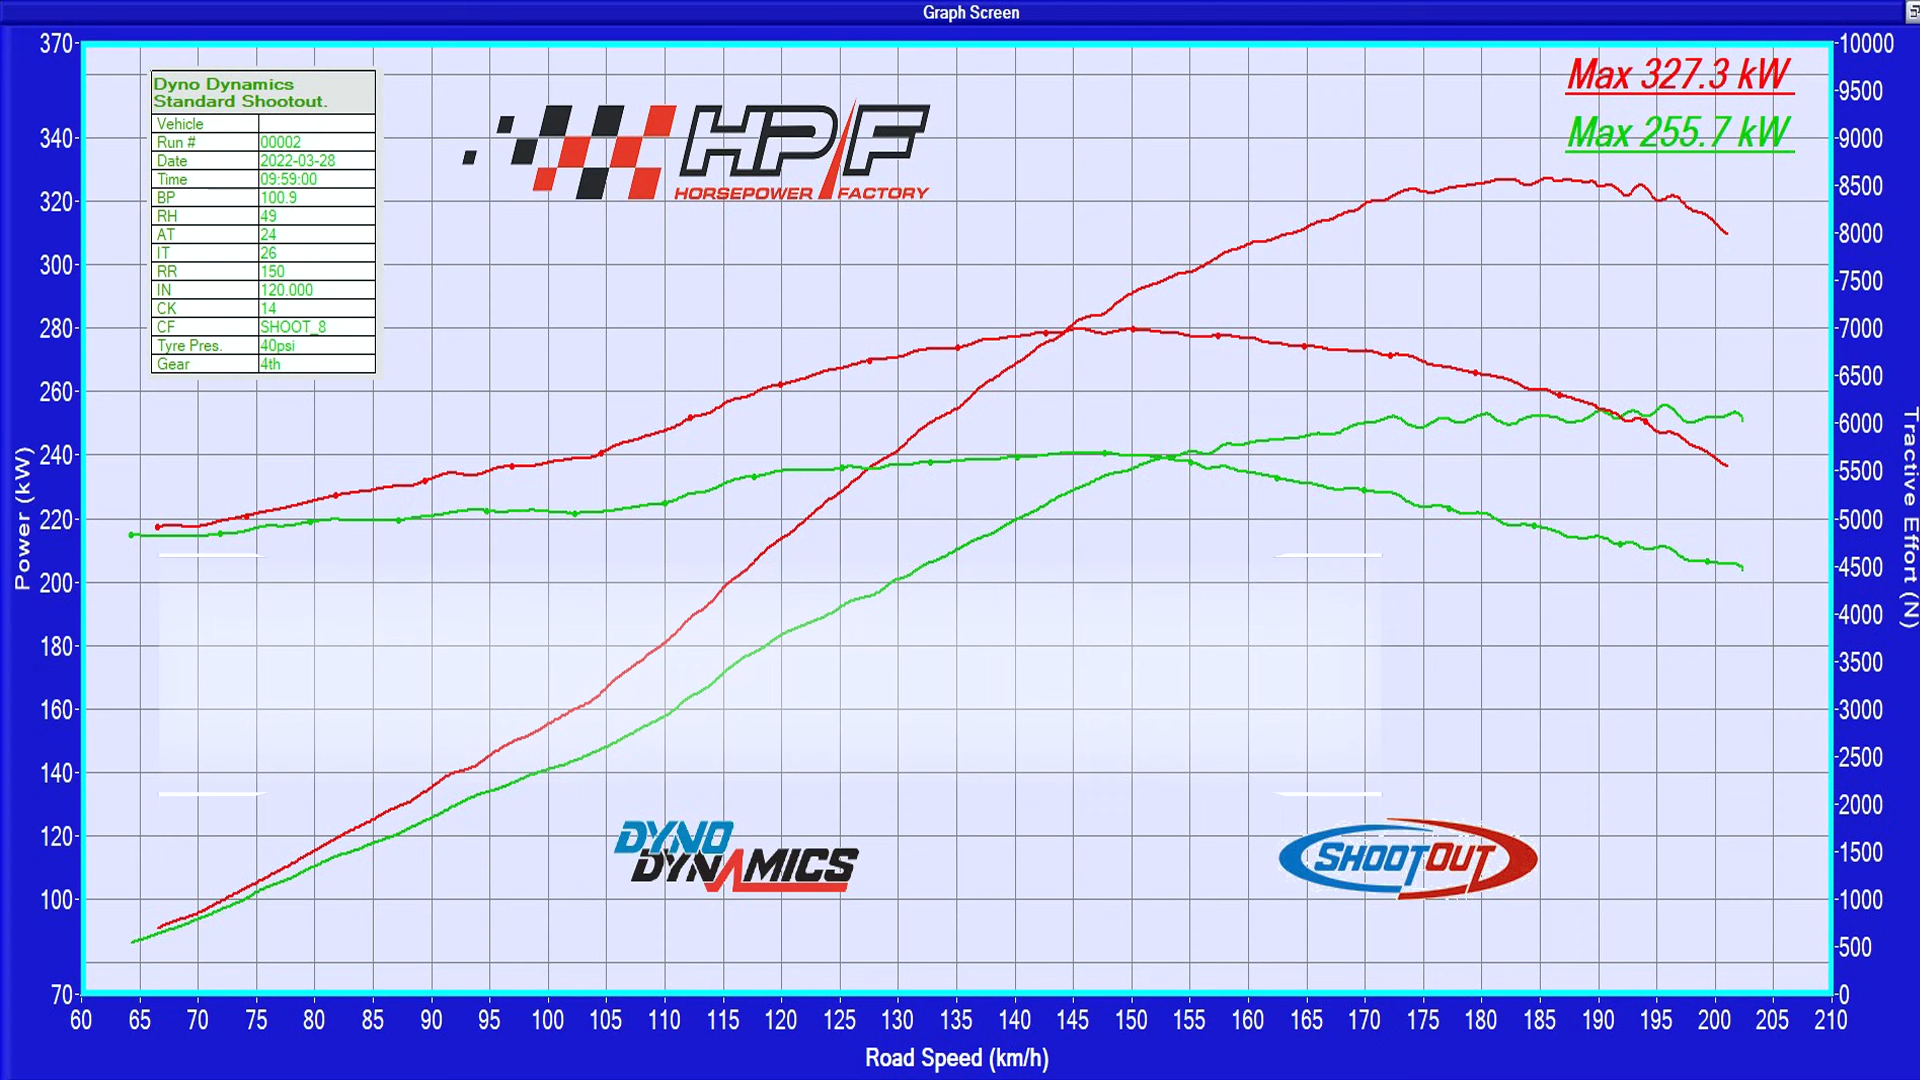 Graph Screen
Max 327.3 kW
Max 255.7 kW
Dyno Dynamics
Standard Shootout.
Vehicle
Run # 00002
Date 2022-03-28
Time 09:59:00
BP 100.9
RH 49
AT 24
IT 26
RR 150
IN 120.000
CK 14
CF SHOOT_8
Tyre Pres. 40psi
Gear 4th
HPF
HORSEPOWER FACTORY
370
340
320
300
280
260
240
220
200
180
160
140
120
100
70
Power (kW)
10000
9500
9000
8500
8000
7500
7000
6500
6000
5500
5000
4500
4000
3500
3000
2500
2000
1500
1000
500
0
Tractive Effort (N)
DYNO
DYNAMICS
SHOOTOUT
60 65 70 75 80 85 90 95 100 105 110 115 120 125 130 135 140 145 150 155 160 165 170 175 180 185 190 195 200 205 210
Road Speed (km/h)